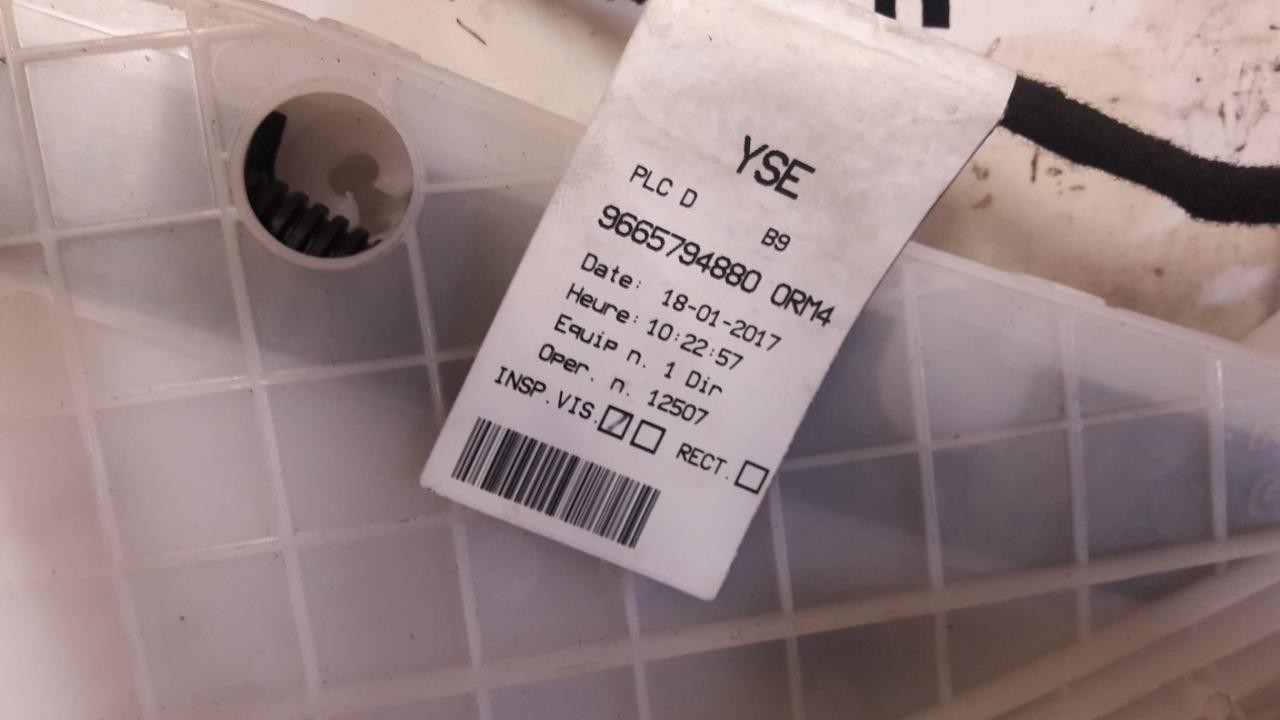 YSE
PLC D B9
9665794880 ORM4
Date: 18-01-2017
Heure: 10:22:57
Equip n. 1 Dir
Oper. n. 12507
INSP.VIS. RECT.